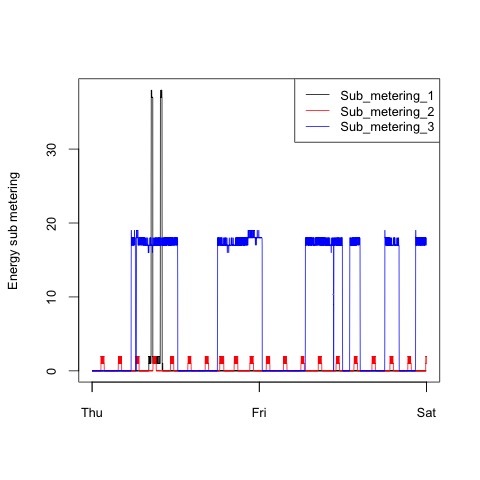 Sub_metering_1
Sub_metering_2
Sub_metering_3
Energy sub metering
30
20
10
0
Thu
Fri
Sat